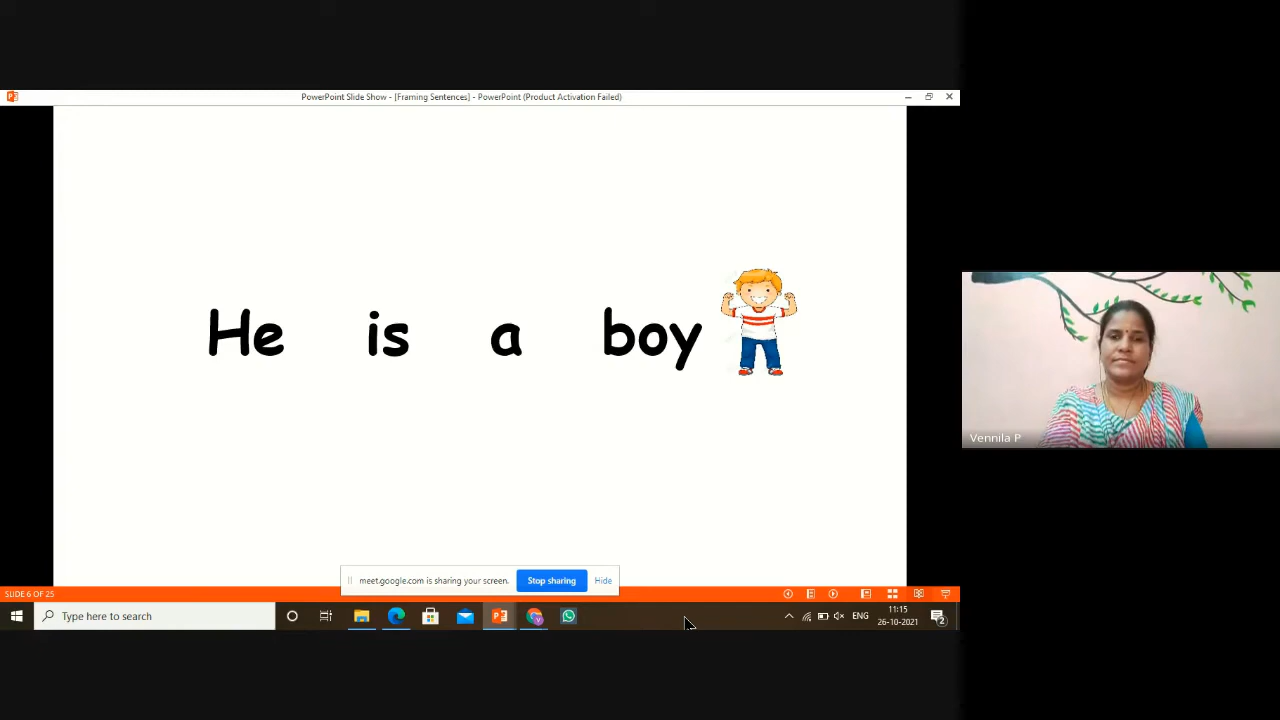 PowerPoint Slide Show - [Framing Sentences] - PowerPoint (Product Activation Failed)
He is a boy
Vennila P
meet.google.com is sharing your screen. Stop sharing Hide
SLIDE 6 OF 25
Type here to search
ENG
11:15
26-10-2021
2